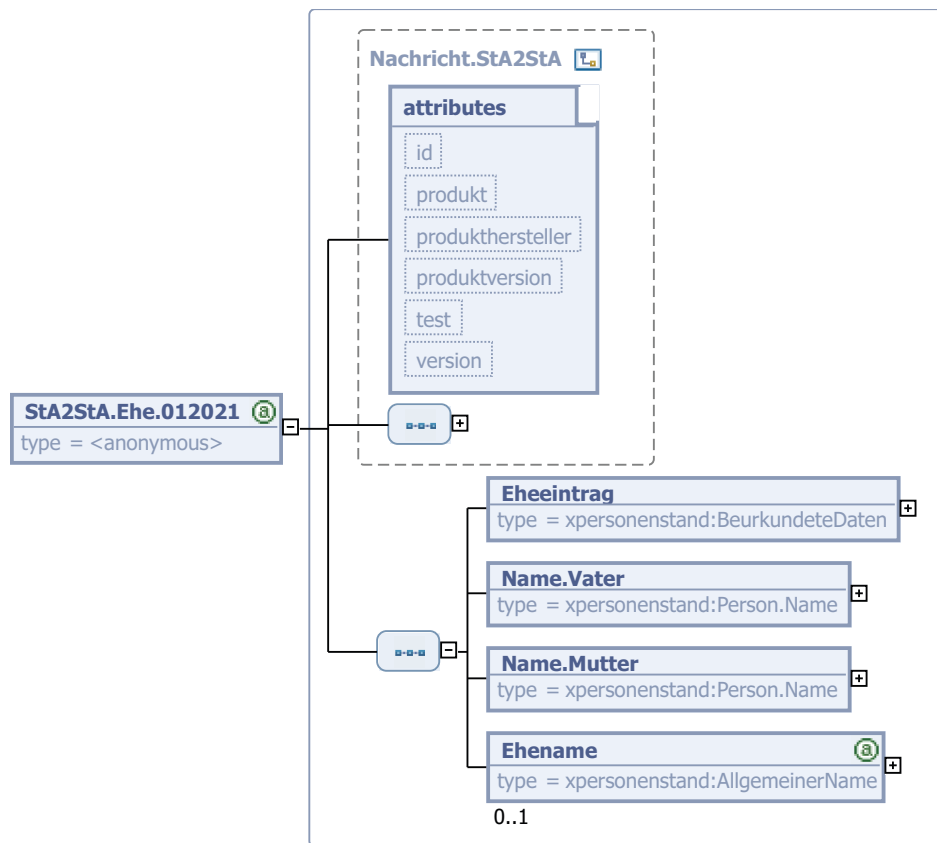 Nachricht.StA2StA
attributes
id
produkt
produkthersteller
produktversion
test
version
StA2StA.Ehe.012021 @
type = <anonymous>
Eheeintrag
type = xpersonenstand:BeurkundeteDaten
Name.Vater
type = xpersonenstand:Person.Name
Name.Mutter
type = xpersonenstand:Person.Name
Ehename @
type = xpersonenstand:AllgemeinerName
0..1